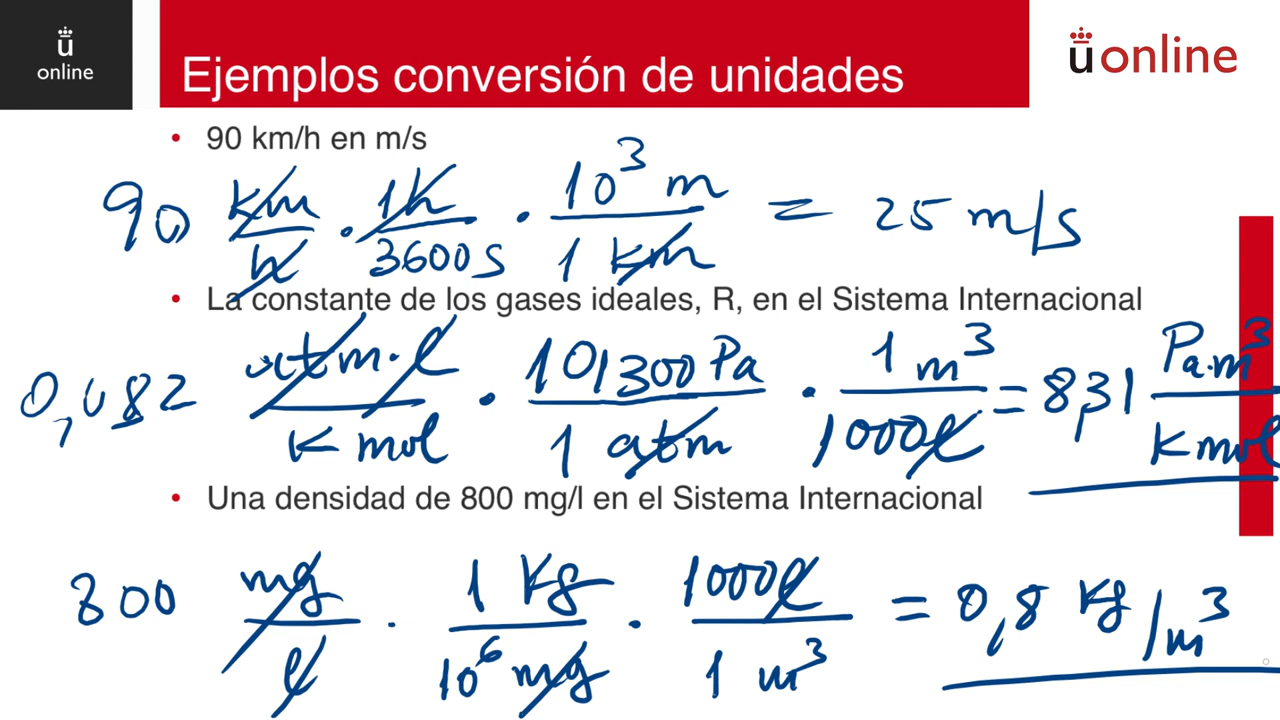 ü
online
Ejemplos conversión de unidades
üonline
• 90 km/h en m/s
90 km/h · 1h/3600s · 10³ m/1 km = 25 m/s
• La constante de los gases ideales, R, en el Sistema Internacional
0,082 atm·l/K mol · 101300 Pa/1 atm · 1 m³/1000l = 8,31 Pa·m³/K mol
• Una densidad de 800 mg/l en el Sistema Internacional
800 mg/l · 1 Kg/10⁶ mg · 1000l/1 m³ = 0,8 Kg/m³